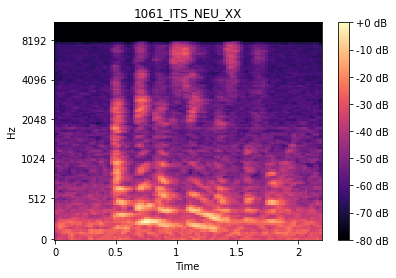 1061_ITS_NEU_XX
+0 dB
8192
-10 dB
4096
-20 dB
-30 dB
2048
Hz
-40 dB
1024
-50 dB
512
-60 dB
-70 dB
0
-80 dB
0
0.5
1
1.5
2
Time